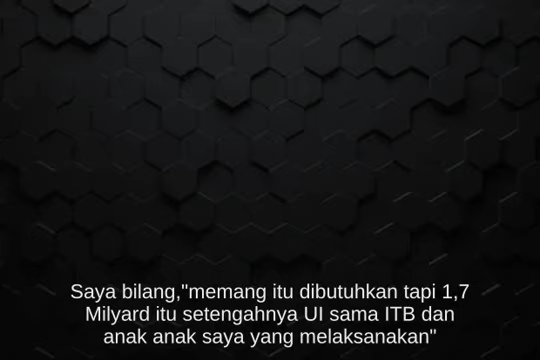 Saya bilang,"memang itu dibutuhkan tapi 1,7
Milyard itu setengahnya UI sama ITB dan
anak anak saya yang melaksanakan"